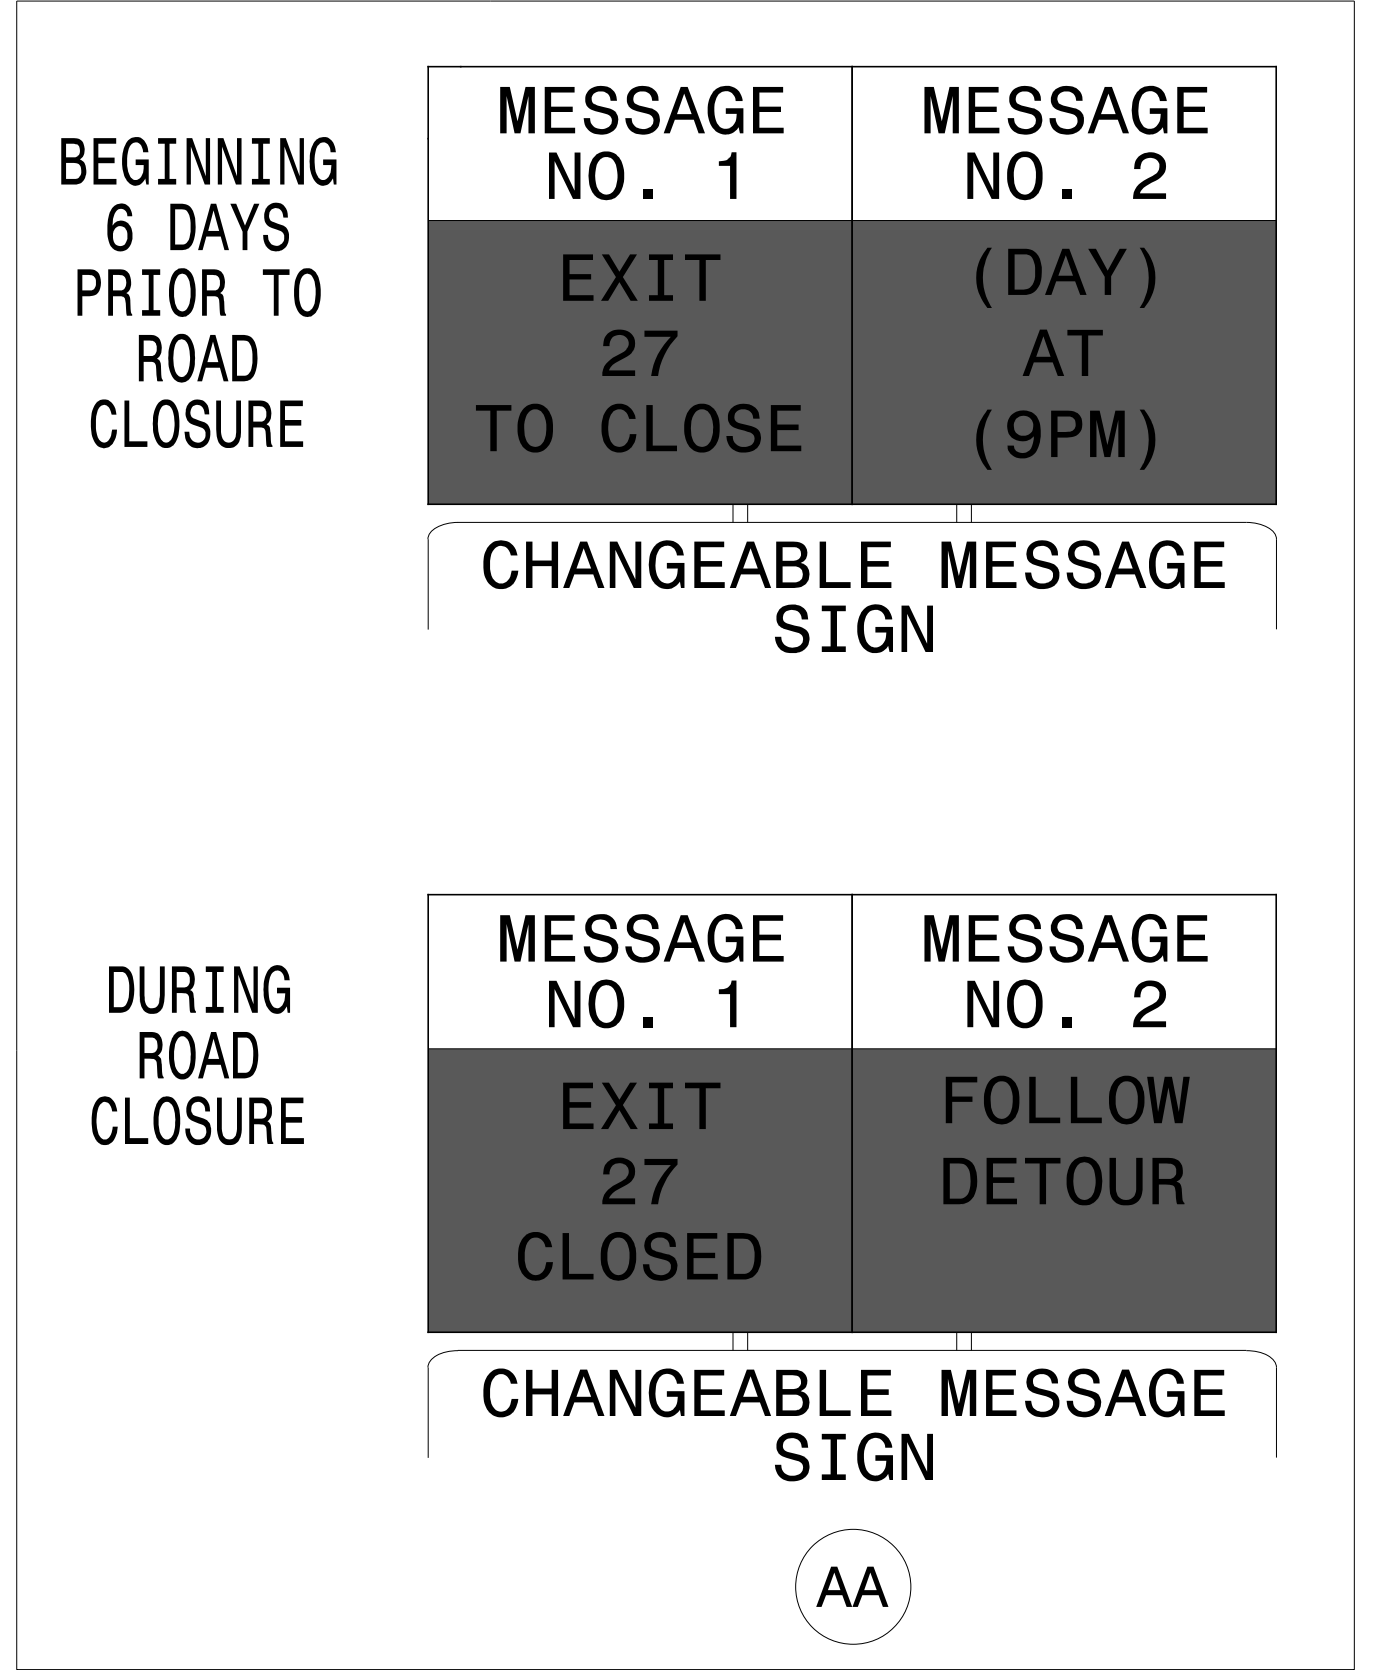 BEGINNING
6 DAYS
PRIOR TO
ROAD
CLOSURE
MESSAGE
NO. 1
MESSAGE
NO. 2
EXIT
27
TO CLOSE
(DAY)
AT
(9PM)
CHANGEABLE MESSAGE
SIGN
DURING
ROAD
CLOSURE
MESSAGE
NO. 1
MESSAGE
NO. 2
EXIT
27
CLOSED
FOLLOW
DETOUR
CHANGEABLE MESSAGE
SIGN
AA